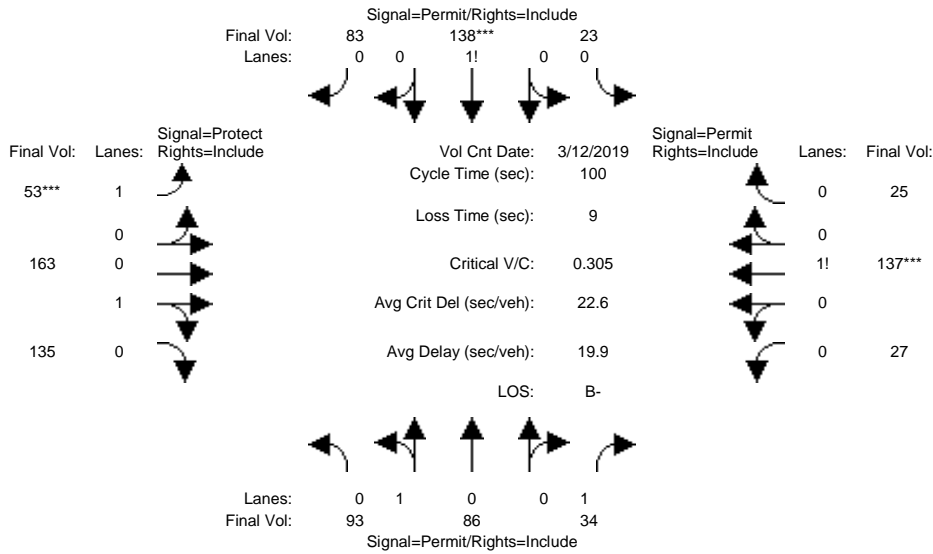 Signal=Permit/Rights=Include
Final Vol: 83 138*** 23
Lanes: 0 0 1! 0 0
Signal=Protect Signal=Permit
Final Vol: Lanes: Rights=Include Vol Cnt Date: 3/12/2019 Rights=Include Lanes: Final Vol:
Cycle Time (sec): 100
53*** 1 0 25
Loss Time (sec): 9
0 0
163 0 Critical V/C: 0.305 1! 137***
1 Avg Crit Del (sec/veh): 22.6 0
135 0 Avg Delay (sec/veh): 19.9 0 27
LOS: B-
Lanes: 0 1 0 0 1
Final Vol: 93 86 34
Signal=Permit/Rights=Include